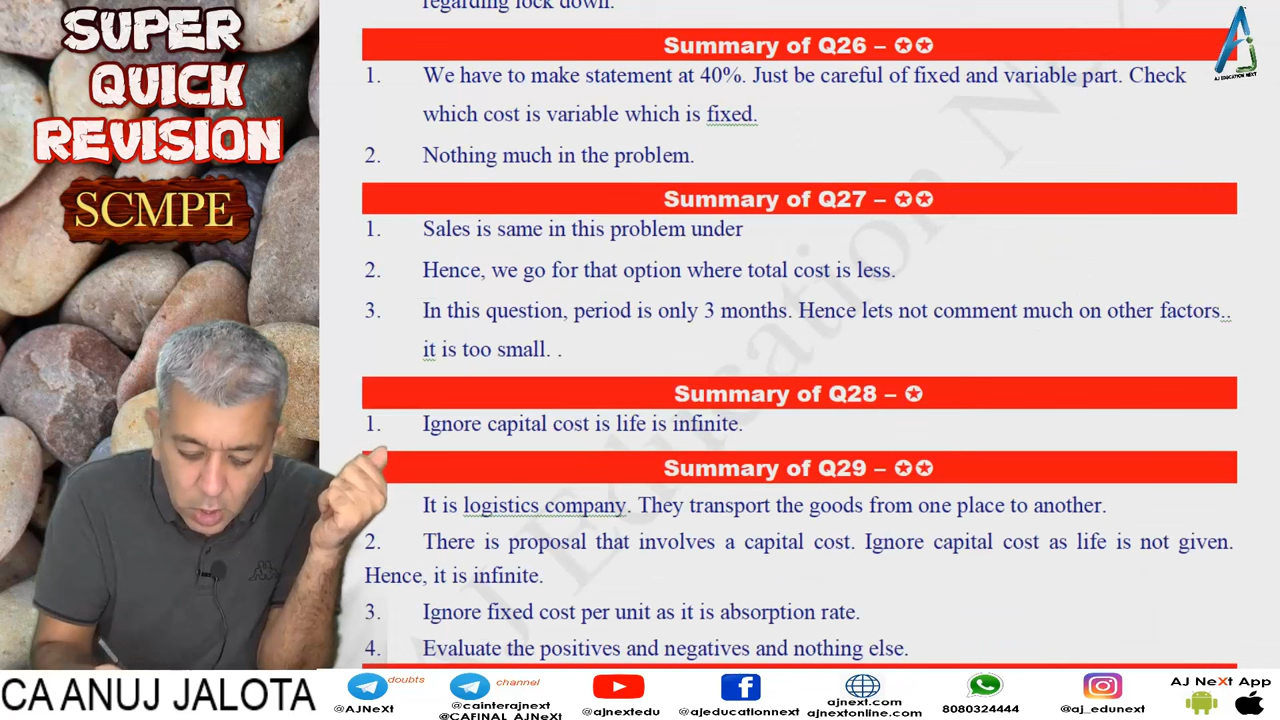 SUPER
QUICK
REVISION
SCMPE
regarding lock down.
Summary of Q26 – ✪✪
1. We have to make statement at 40%. Just be careful of fixed and variable part. Check
which cost is variable which is fixed.
2. Nothing much in the problem.
Summary of Q27 – ✪✪
1. Sales is same in this problem under
2. Hence, we go for that option where total cost is less.
3. In this question, period is only 3 months. Hence lets not comment much on other factors..
it is too small. .
Summary of Q28 – ✪
1. Ignore capital cost is life is infinite.
Summary of Q29 – ✪✪
It is logistics company. They transport the goods from one place to another.
2. There is proposal that involves a capital cost. Ignore capital cost as life is not given.
Hence, it is infinite.
3. Ignore fixed cost per unit as it is absorption rate.
4. Evaluate the positives and negatives and nothing else.
AJ EDUCATION NEXT
CA ANUJ JALOTA
doubts
@AJNeXt
channel
@cainterajnext
@CAFINAL_AJNeXt
@ajnextedu
@ajeducationnext
ajnext.com
ajnextonline.com
8080324444
@aj_edunext
AJ NeXt App